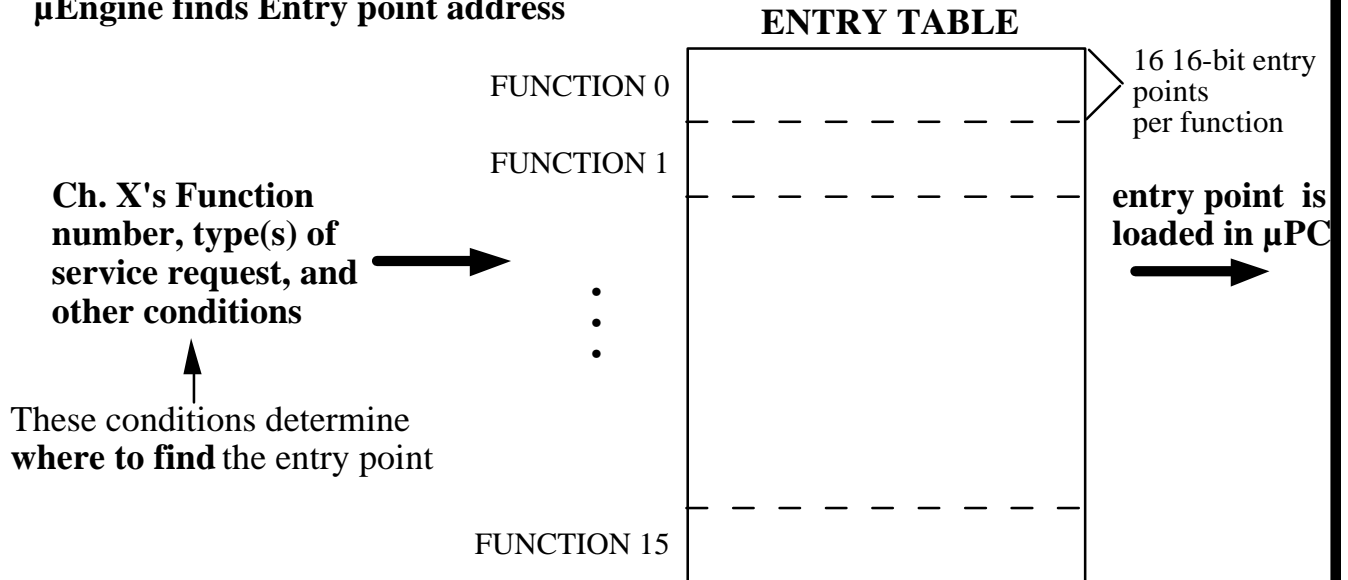 µEngine finds Entry point address
ENTRY TABLE
FUNCTION 0
16 16-bit entry
points
per function
FUNCTION 1
Ch. X's Function
number, type(s) of
service request, and
other conditions
entry point is
loaded in µPC
These conditions determine
where to find the entry point
FUNCTION 15